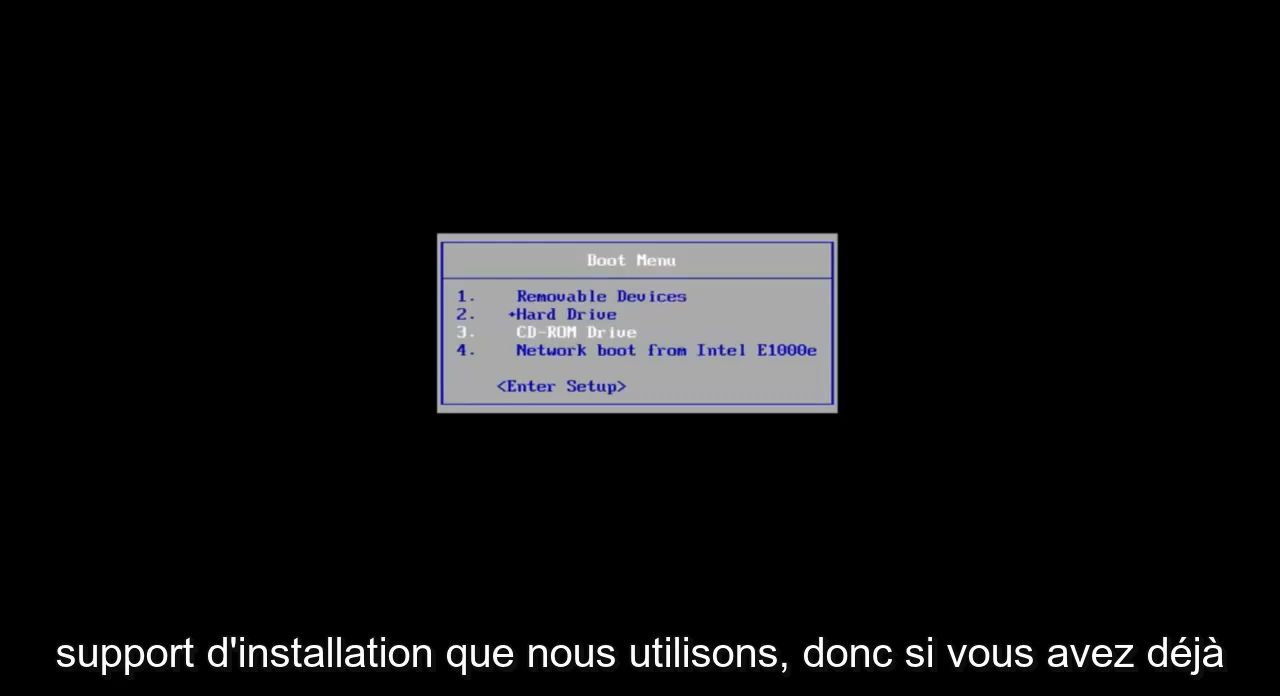 Boot Menu
1. Removable Devices
2. +Hard Drive
3. CD-ROM Drive
4. Network boot from Intel E1000e
<Enter Setup>
support d'installation que nous utilisons, donc si vous avez déjà